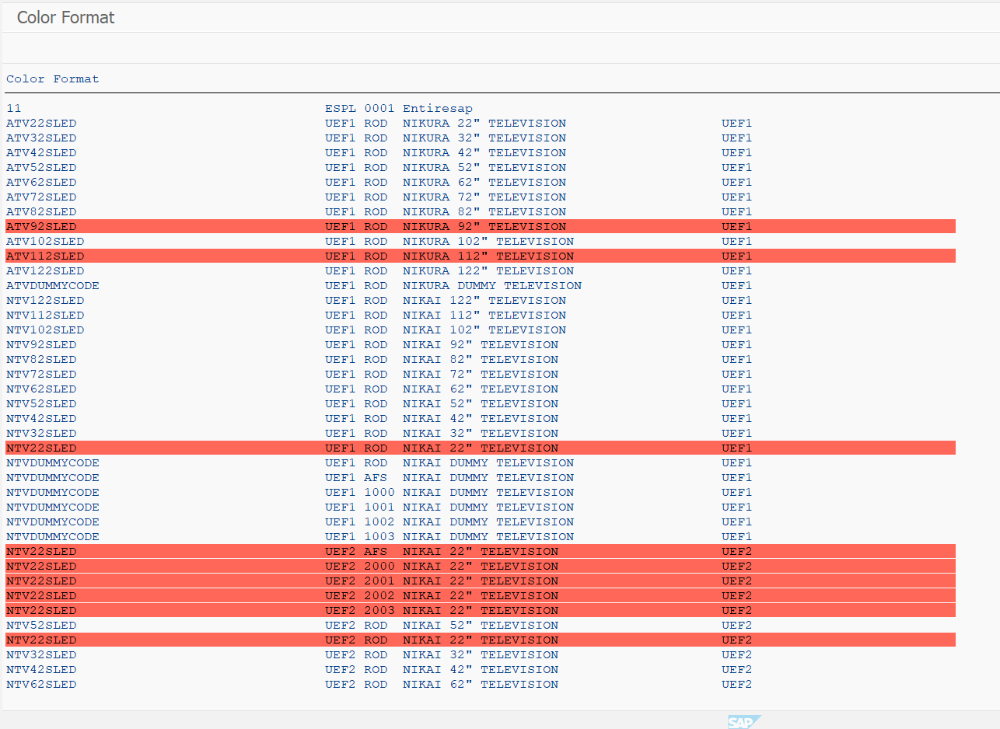 Color Format
Color Format
11 ESPL 0001 Entiresap
ATV22SLED UEF1 ROD NIKURA 22" TELEVISION UEF1
ATV32SLED UEF1 ROD NIKURA 32" TELEVISION UEF1
ATV42SLED UEF1 ROD NIKURA 42" TELEVISION UEF1
ATV52SLED UEF1 ROD NIKURA 52" TELEVISION UEF1
ATV62SLED UEF1 ROD NIKURA 62" TELEVISION UEF1
ATV72SLED UEF1 ROD NIKURA 72" TELEVISION UEF1
ATV82SLED UEF1 ROD NIKURA 82" TELEVISION UEF1
ATV92SLED UEF1 ROD NIKURA 92" TELEVISION UEF1
ATV102SLED UEF1 ROD NIKURA 102" TELEVISION UEF1
ATV112SLED UEF1 ROD NIKURA 112" TELEVISION UEF1
ATV122SLED UEF1 ROD NIKURA 122" TELEVISION UEF1
ATVDUMMYCODE UEF1 ROD NIKURA DUMMY TELEVISION UEF1
NTV122SLED UEF1 ROD NIKAI 122" TELEVISION UEF1
NTV112SLED UEF1 ROD NIKAI 112" TELEVISION UEF1
NTV102SLED UEF1 ROD NIKAI 102" TELEVISION UEF1
NTV92SLED UEF1 ROD NIKAI 92" TELEVISION UEF1
NTV82SLED UEF1 ROD NIKAI 82" TELEVISION UEF1
NTV72SLED UEF1 ROD NIKAI 72" TELEVISION UEF1
NTV62SLED UEF1 ROD NIKAI 62" TELEVISION UEF1
NTV52SLED UEF1 ROD NIKAI 52" TELEVISION UEF1
NTV42SLED UEF1 ROD NIKAI 42" TELEVISION UEF1
NTV32SLED UEF1 ROD NIKAI 32" TELEVISION UEF1
NTV22SLED UEF1 ROD NIKAI 22" TELEVISION UEF1
NTVDUMMYCODE UEF1 ROD NIKAI DUMMY TELEVISION UEF1
NTVDUMMYCODE UEF1 AFS NIKAI DUMMY TELEVISION UEF1
NTVDUMMYCODE UEF1 1000 NIKAI DUMMY TELEVISION UEF1
NTVDUMMYCODE UEF1 1001 NIKAI DUMMY TELEVISION UEF1
NTVDUMMYCODE UEF1 1002 NIKAI DUMMY TELEVISION UEF1
NTVDUMMYCODE UEF1 1003 NIKAI DUMMY TELEVISION UEF1
NTV22SLED UEF2 AFS NIKAI 22" TELEVISION UEF2
NTV22SLED UEF2 2000 NIKAI 22" TELEVISION UEF2
NTV22SLED UEF2 2001 NIKAI 22" TELEVISION UEF2
NTV22SLED UEF2 2002 NIKAI 22" TELEVISION UEF2
NTV22SLED UEF2 2003 NIKAI 22" TELEVISION UEF2
NTV52SLED UEF2 ROD NIKAI 52" TELEVISION UEF2
NTV22SLED UEF2 ROD NIKAI 22" TELEVISION UEF2
NTV32SLED UEF2 ROD NIKAI 32" TELEVISION UEF2
NTV42SLED UEF2 ROD NIKAI 42" TELEVISION UEF2
NTV62SLED UEF2 ROD NIKAI 62" TELEVISION UEF2
SAP